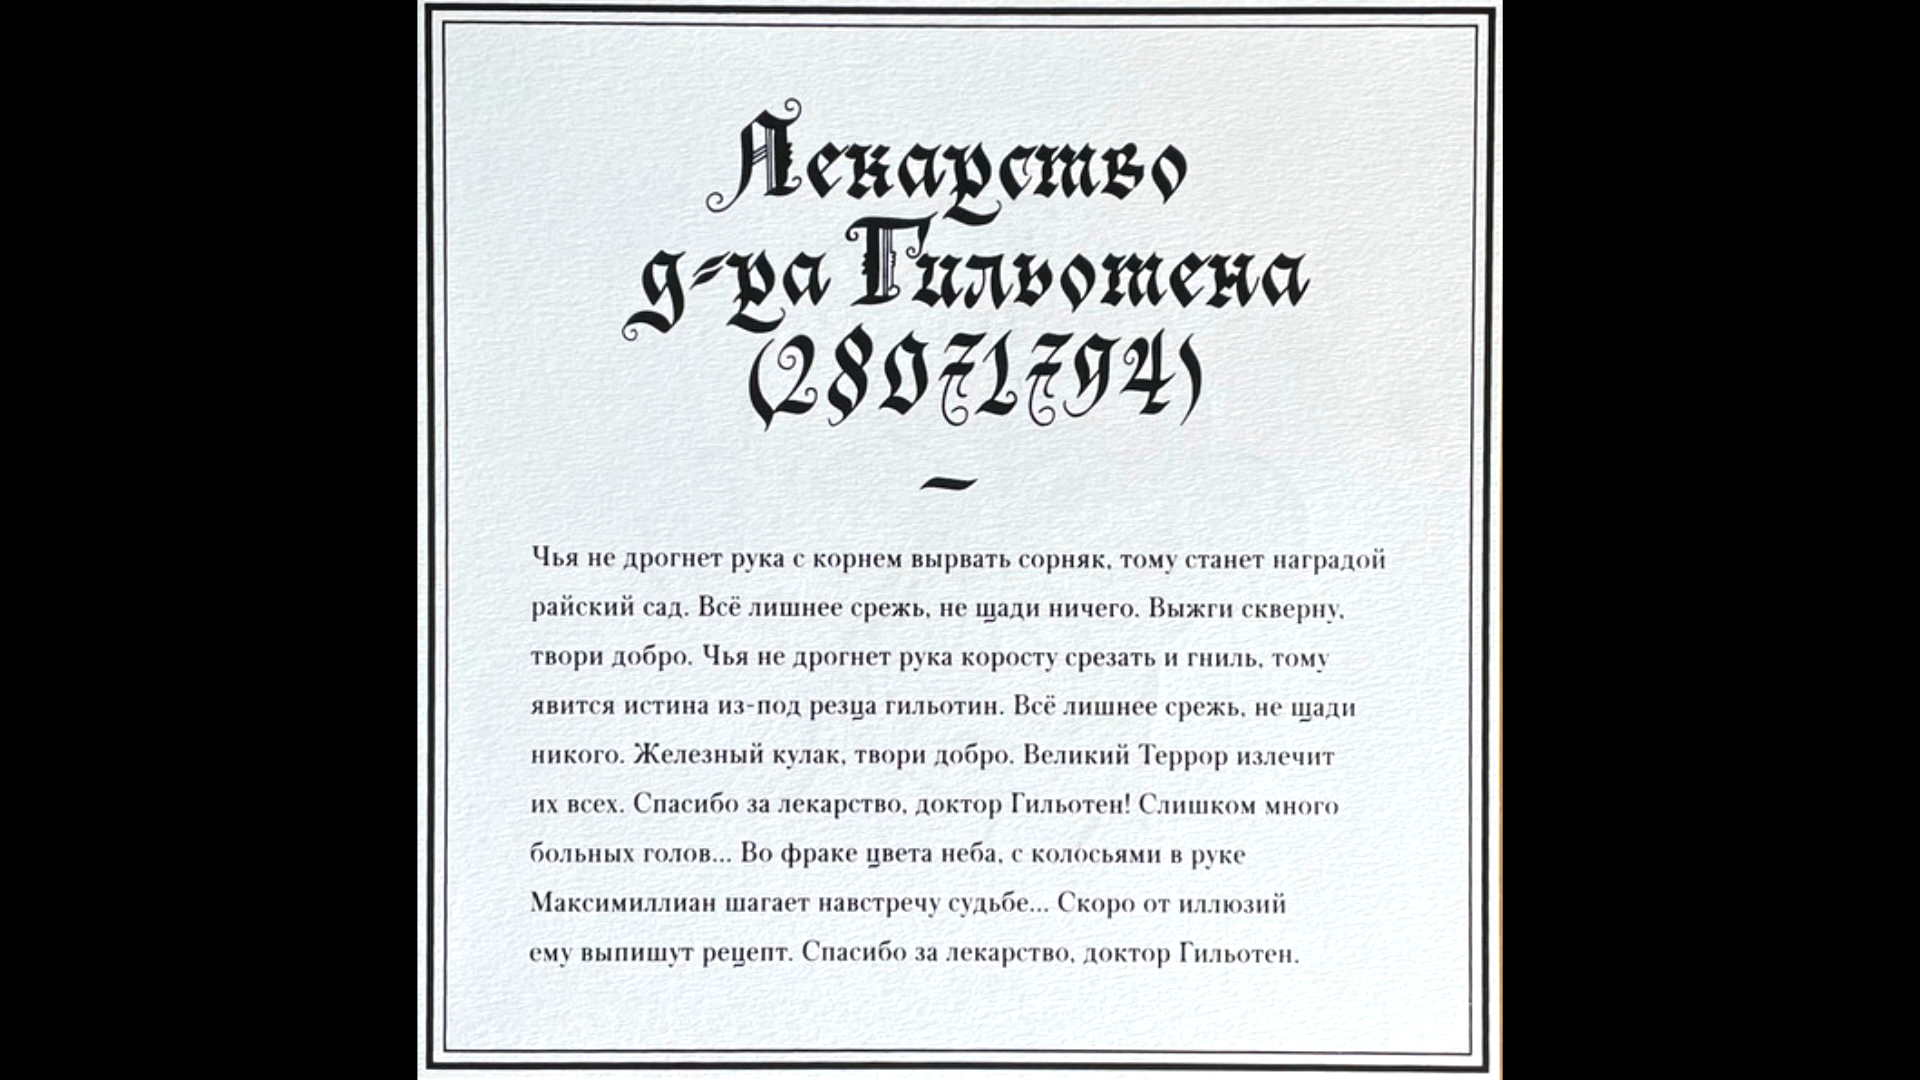 Лекарство
д-ра Гильотена
(28071794)
~
Чья не дрогнет рука с корнем вырвать сорняк, тому станет наградой
райский сад. Всё лишнее срежь, не щади ничего. Выжги скверну,
твори добро. Чья не дрогнет рука коросту срезать и гниль, тому
явится истина из-под резца гильотин. Всё лишнее срежь, не щади
никого. Железный кулак, твори добро. Великий Террор излечит
их всех. Спасибо за лекарство, доктор Гильотен! Слишком много
больных голов... Во фраке цвета неба, с колосьями в руке
Максимиллиан шагает навстречу судьбе... Скоро от иллюзий
ему выпишут рецепт. Спасибо за лекарство, доктор Гильотен.